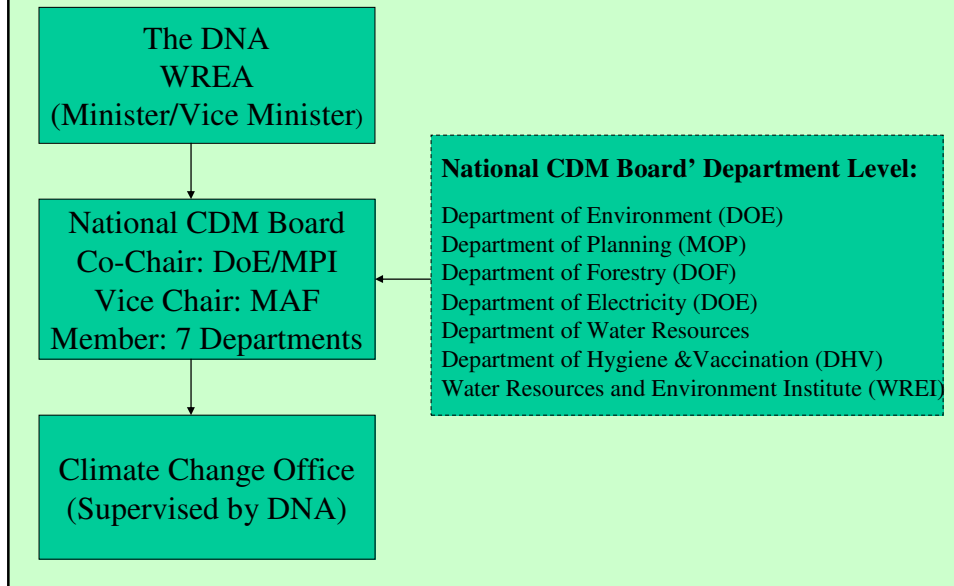 The DNA
WREA
(Minister/Vice Minister)
National CDM Board
Co-Chair: DoE/MPI
Vice Chair: MAF
Member: 7 Departments
Climate Change Office
(Supervised by DNA)
National CDM Board’ Department Level:
Department of Environment (DOE)
Department of Planning (MOP)
Department of Forestry (DOF)
Department of Electricity (DOE)
Department of Water Resources
Department of Hygiene &Vaccination (DHV)
Water Resources and Environment Institute (WREI)